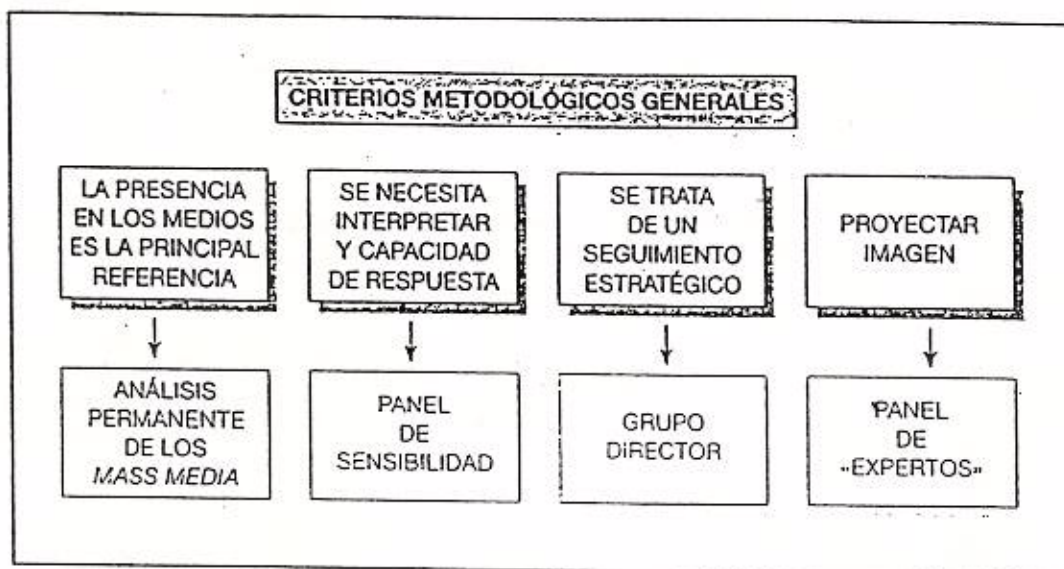 CRITERIOS METODOLÓGICOS GENERALES
LA PRESENCIA
EN LOS MEDIOS
ES LA PRINCIPAL
REFERENCIA
SE NECESITA
INTERPRETAR
Y CAPACIDAD
DE RESPUESTA
SE TRATA
DE UN
SEGUIMIENTO
ESTRATÉGICO
PROYECTAR
IMAGEN
ANÁLISIS
PERMANENTE
DE LOS
MASS MEDIA
PANEL
DE
SENSIBILIDAD
GRUPO
DIRECTOR
PANEL
DE
«EXPERTOS»